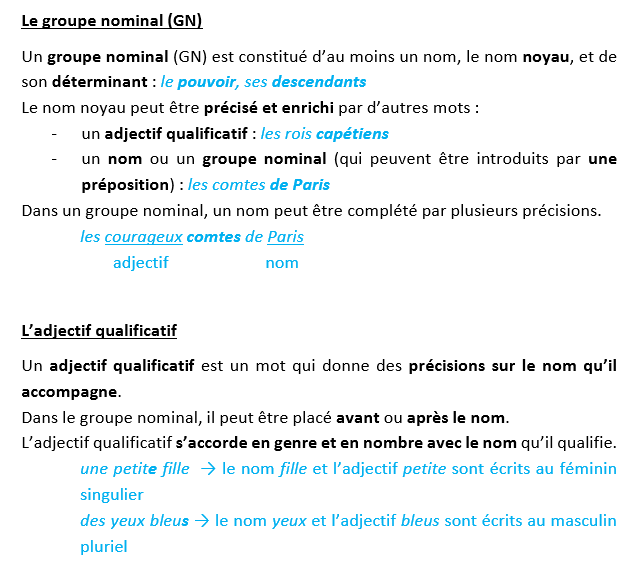 Le groupe nominal (GN)
Un groupe nominal (GN) est constitué d’au moins un nom, le nom noyau, et de
son déterminant : le pouvoir, ses descendants
Le nom noyau peut être précisé et enrichi par d’autres mots :
- un adjectif qualificatif : les rois capétiens
- un nom ou un groupe nominal (qui peuvent être introduits par une
préposition) : les comtes de Paris
Dans un groupe nominal, un nom peut être complété par plusieurs précisions.
les courageux comtes de Paris
adjectif nom
L’adjectif qualificatif
Un adjectif qualificatif est un mot qui donne des précisions sur le nom qu’il
accompagne.
Dans le groupe nominal, il peut être placé avant ou après le nom.
L’adjectif qualificatif s’accorde en genre et en nombre avec le nom qu’il qualifie.
une petite fille → le nom fille et l’adjectif petite sont écrits au féminin
singulier
des yeux bleus → le nom yeux et l’adjectif bleus sont écrits au masculin
pluriel